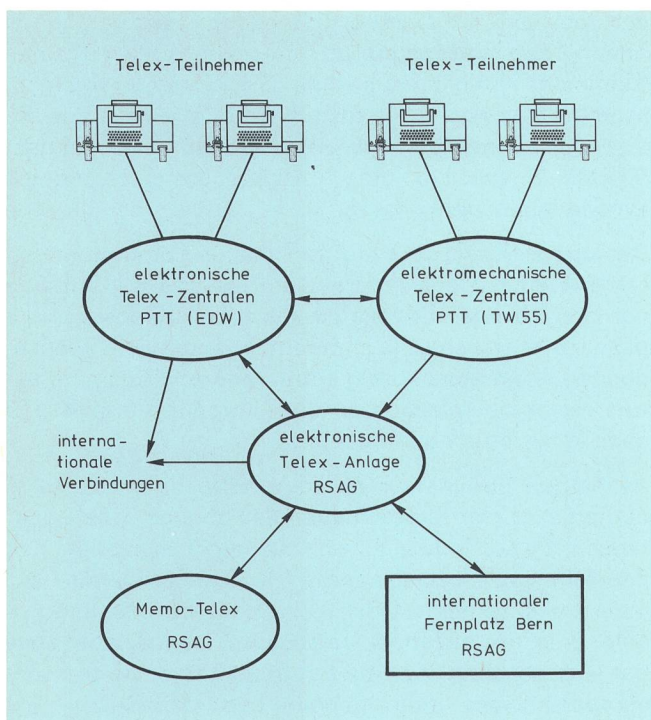 Telex-Teilnehmer
Telex-Teilnehmer
elektronische
Telex-Zentralen
PTT (EDW)
elektromechanische
Telex-Zentralen
PTT (TW 55)
interna-
tionale
Verbindungen
elektronische
Telex-Anlage
RSAG
Memo-Telex
RSAG
internationaler
Fernplatz Bern
RSAG